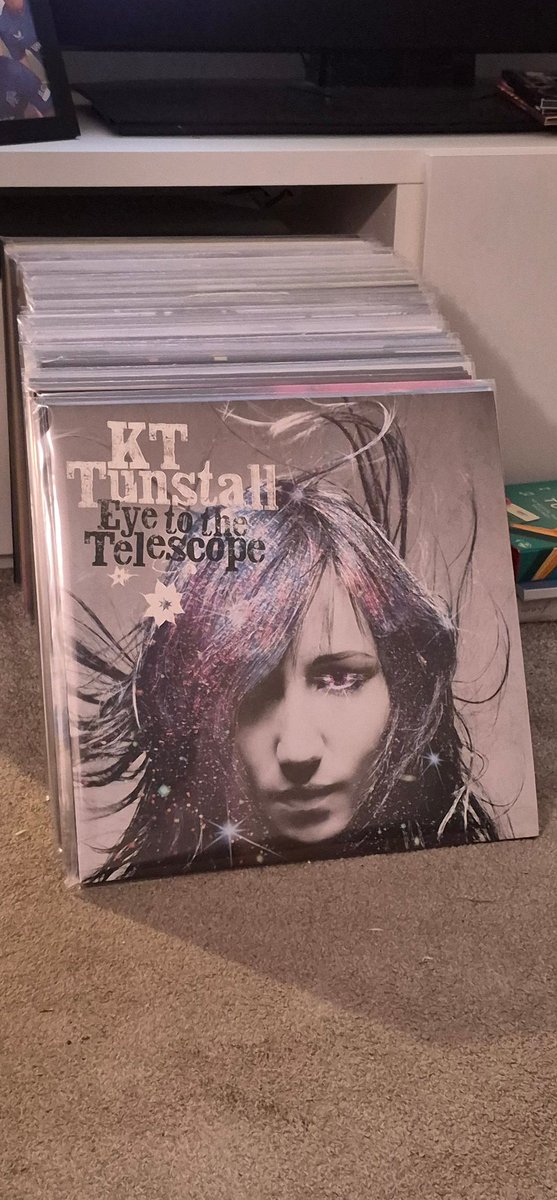 KT
Tunstall
Eye to the
Telescope